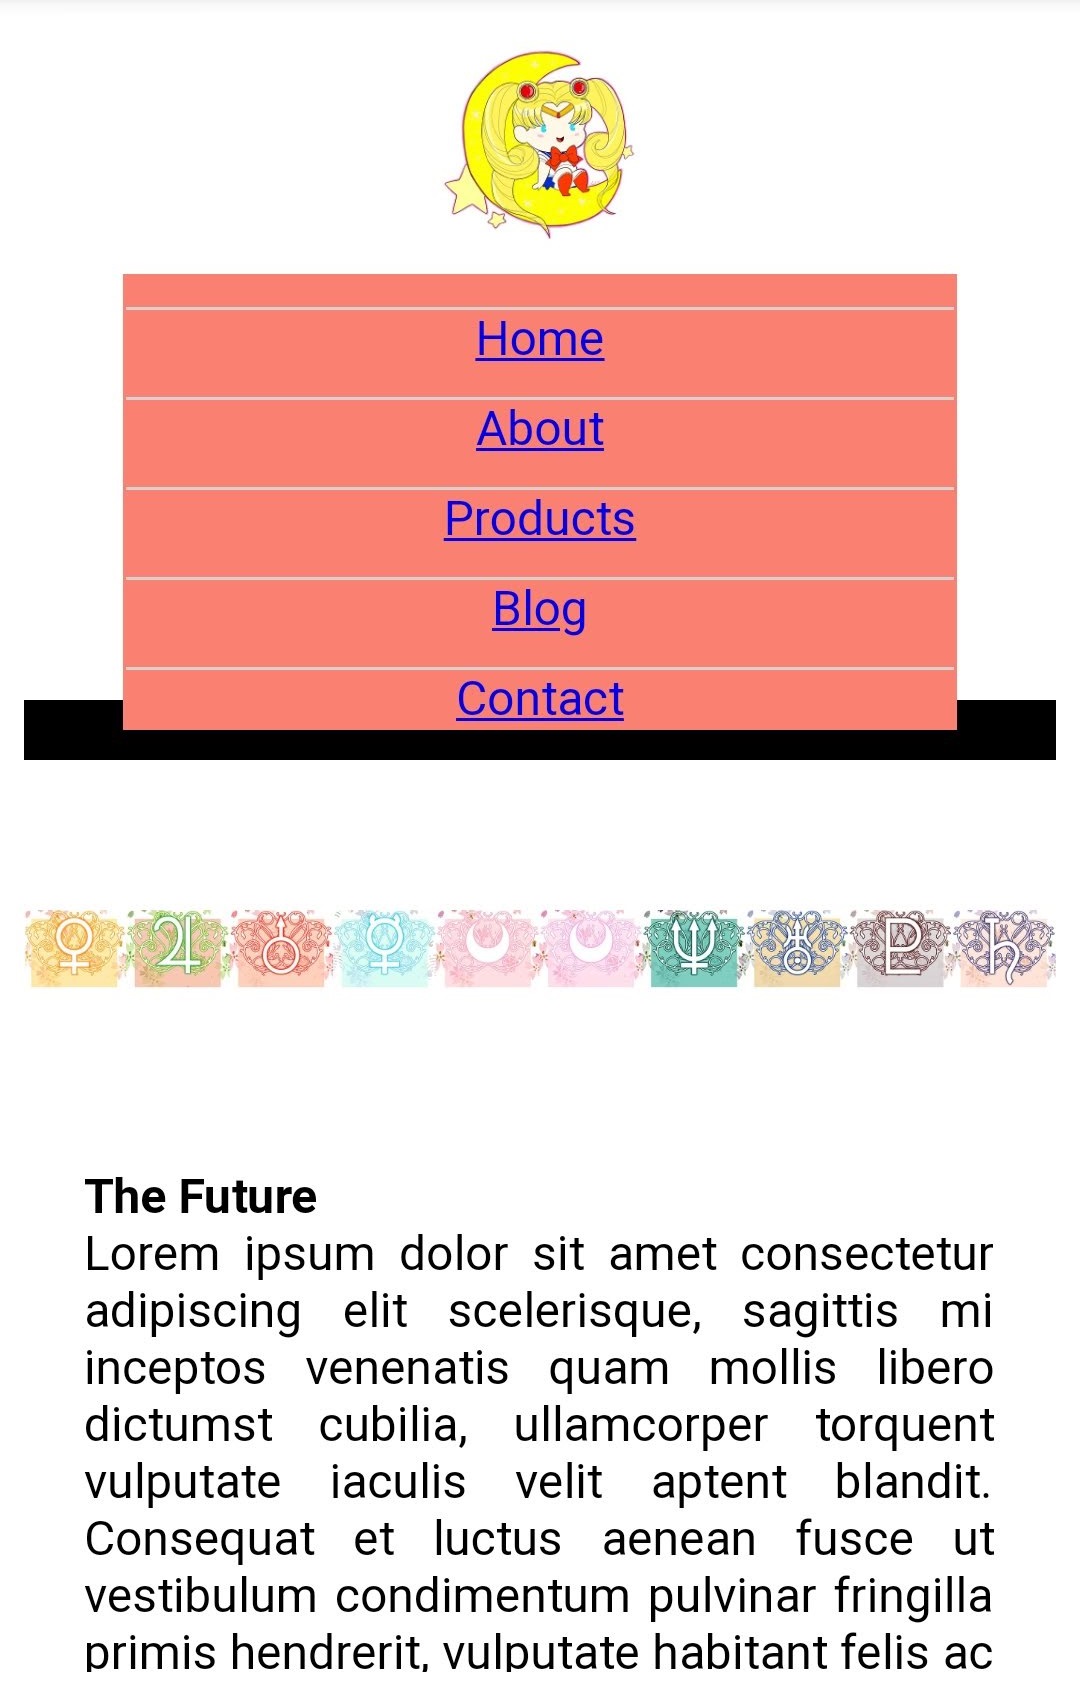 Home
About
Products
Blog
Contact
The Future
Lorem ipsum dolor sit amet consectetur
adipiscing elit scelerisque, sagittis mi
inceptos venenatis quam mollis libero
dictumst cubilia, ullamcorper torquent
vulputate iaculis velit aptent blandit.
Consequat et luctus aenean fusce ut
vestibulum condimentum pulvinar fringilla
primis hendrerit, vulputate habitant felis ac